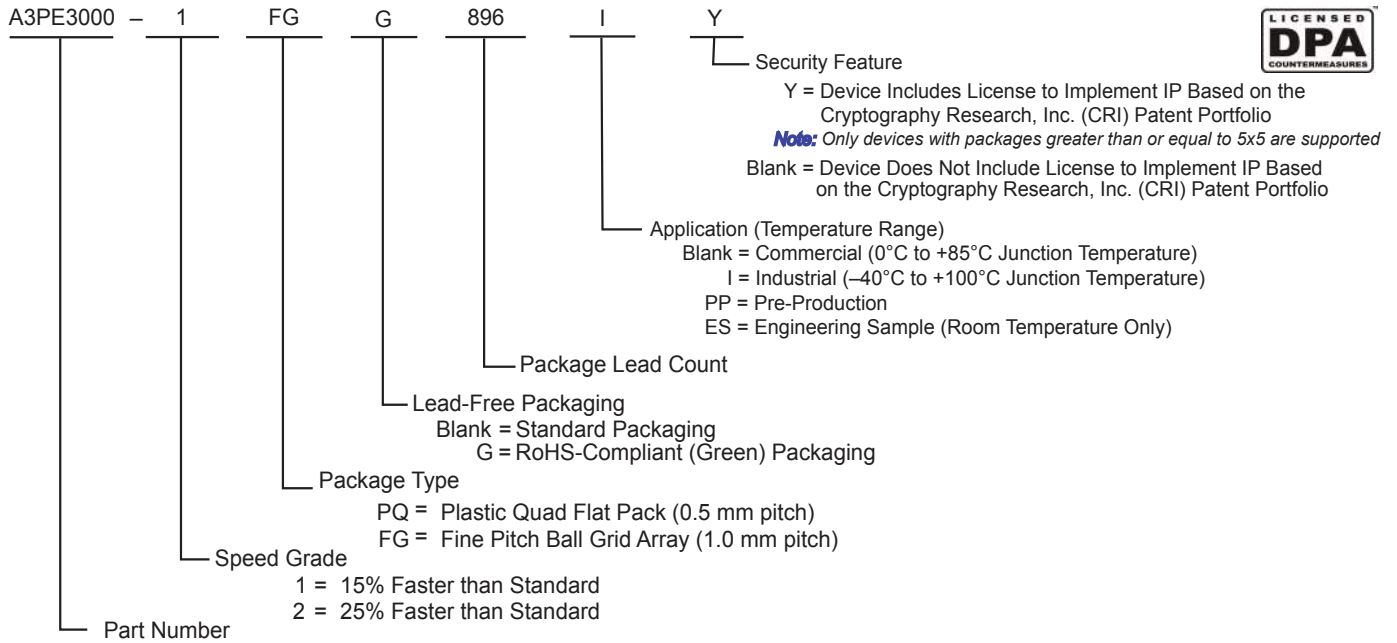 A3PE3000 – 1 FG G 896 I Y
LICENSED
DPA
COUNTERMEASURES
™
Security Feature
Y = Device Includes License to Implement IP Based on the
Cryptography Research, Inc. (CRI) Patent Portfolio
Note: Only devices with packages greater than or equal to 5x5 are supported
Blank = Device Does Not Include License to Implement IP Based
on the Cryptography Research, Inc. (CRI) Patent Portfolio
Application (Temperature Range)
Blank = Commercial (0°C to +85°C Junction Temperature)
I = Industrial (–40°C to +100°C Junction Temperature)
PP = Pre-Production
ES = Engineering Sample (Room Temperature Only)
Package Lead Count
Lead-Free Packaging
Blank = Standard Packaging
G = RoHS-Compliant (Green) Packaging
Package Type
PQ = Plastic Quad Flat Pack (0.5 mm pitch)
FG = Fine Pitch Ball Grid Array (1.0 mm pitch)
Speed Grade
1 = 15% Faster than Standard
2 = 25% Faster than Standard
Part Number